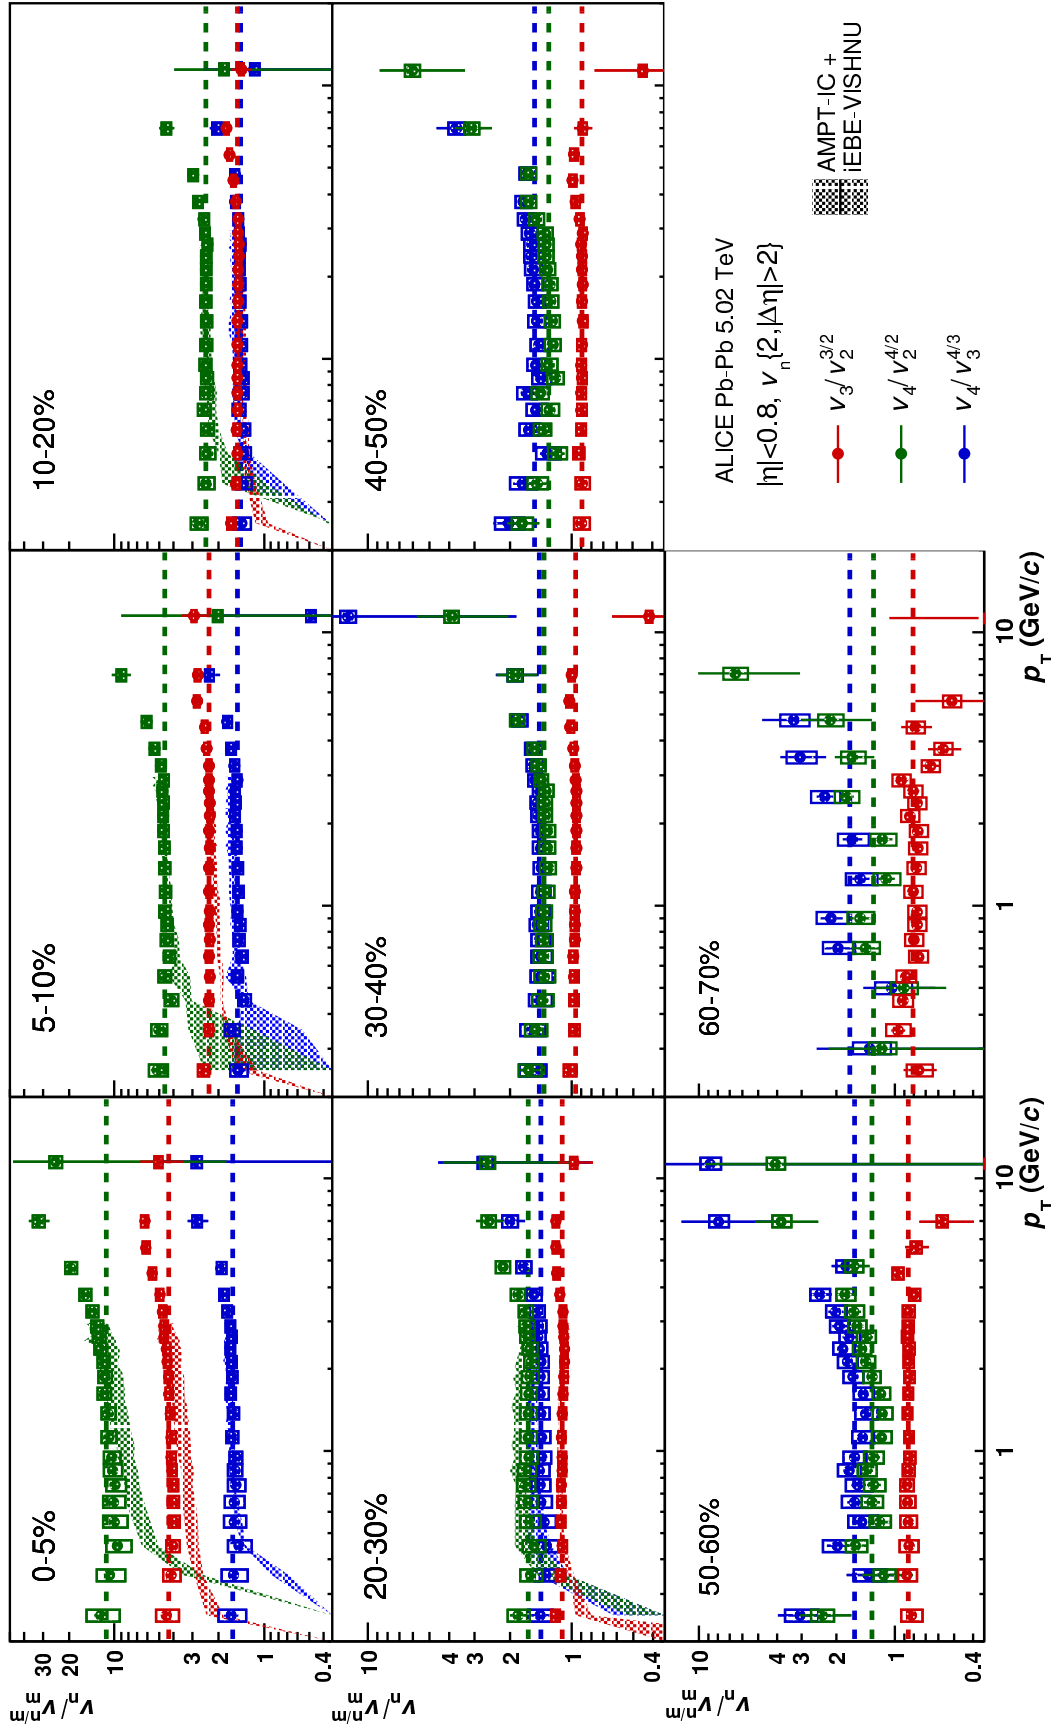 0-5%
5-10%
10-20%
30
20
10
4
3
2
1
0.4
v_n/v_m^{n/m}
20-30%
30-40%
40-50%
10
4
3
2
1
0.4
v_n/v_m^{n/m}
50-60%
60-70%
10
4
3
2
1
0.4
v_n/v_m^{n/m}
1 10
p_T (GeV/c)
1 10
p_T (GeV/c)
ALICE Pb-Pb 5.02 TeV
|η|<0.8, v_n{2,|Δη|>2}
v_3/v_2^{3/2}
v_4/v_2^{4/2}
v_4/v_3^{4/3}
AMPT-IC +
iEBE-VISHNU